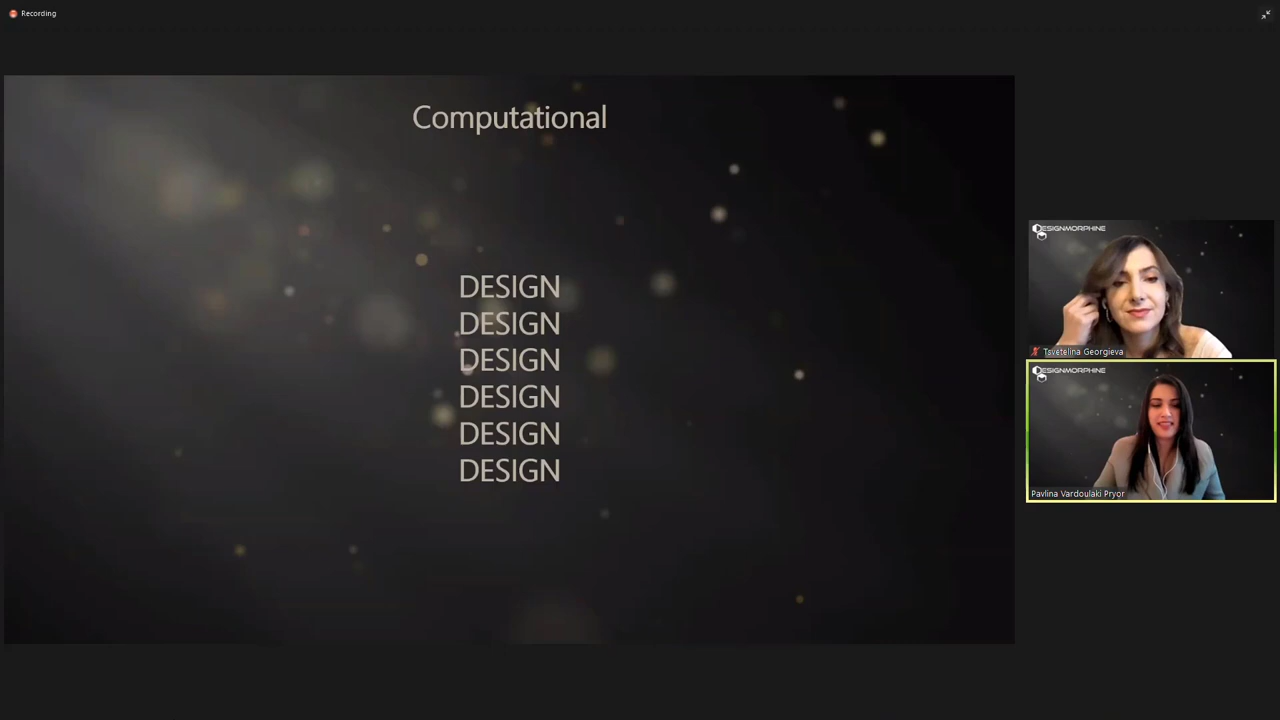 Recording
Computational
DESIGN
DESIGN
DESIGN
DESIGN
DESIGN
DESIGN
DESIGNMORPHINE
Tsvetelina Georgieva
DESIGNMORPHINE
Pavlina Vardoulaki Pryor